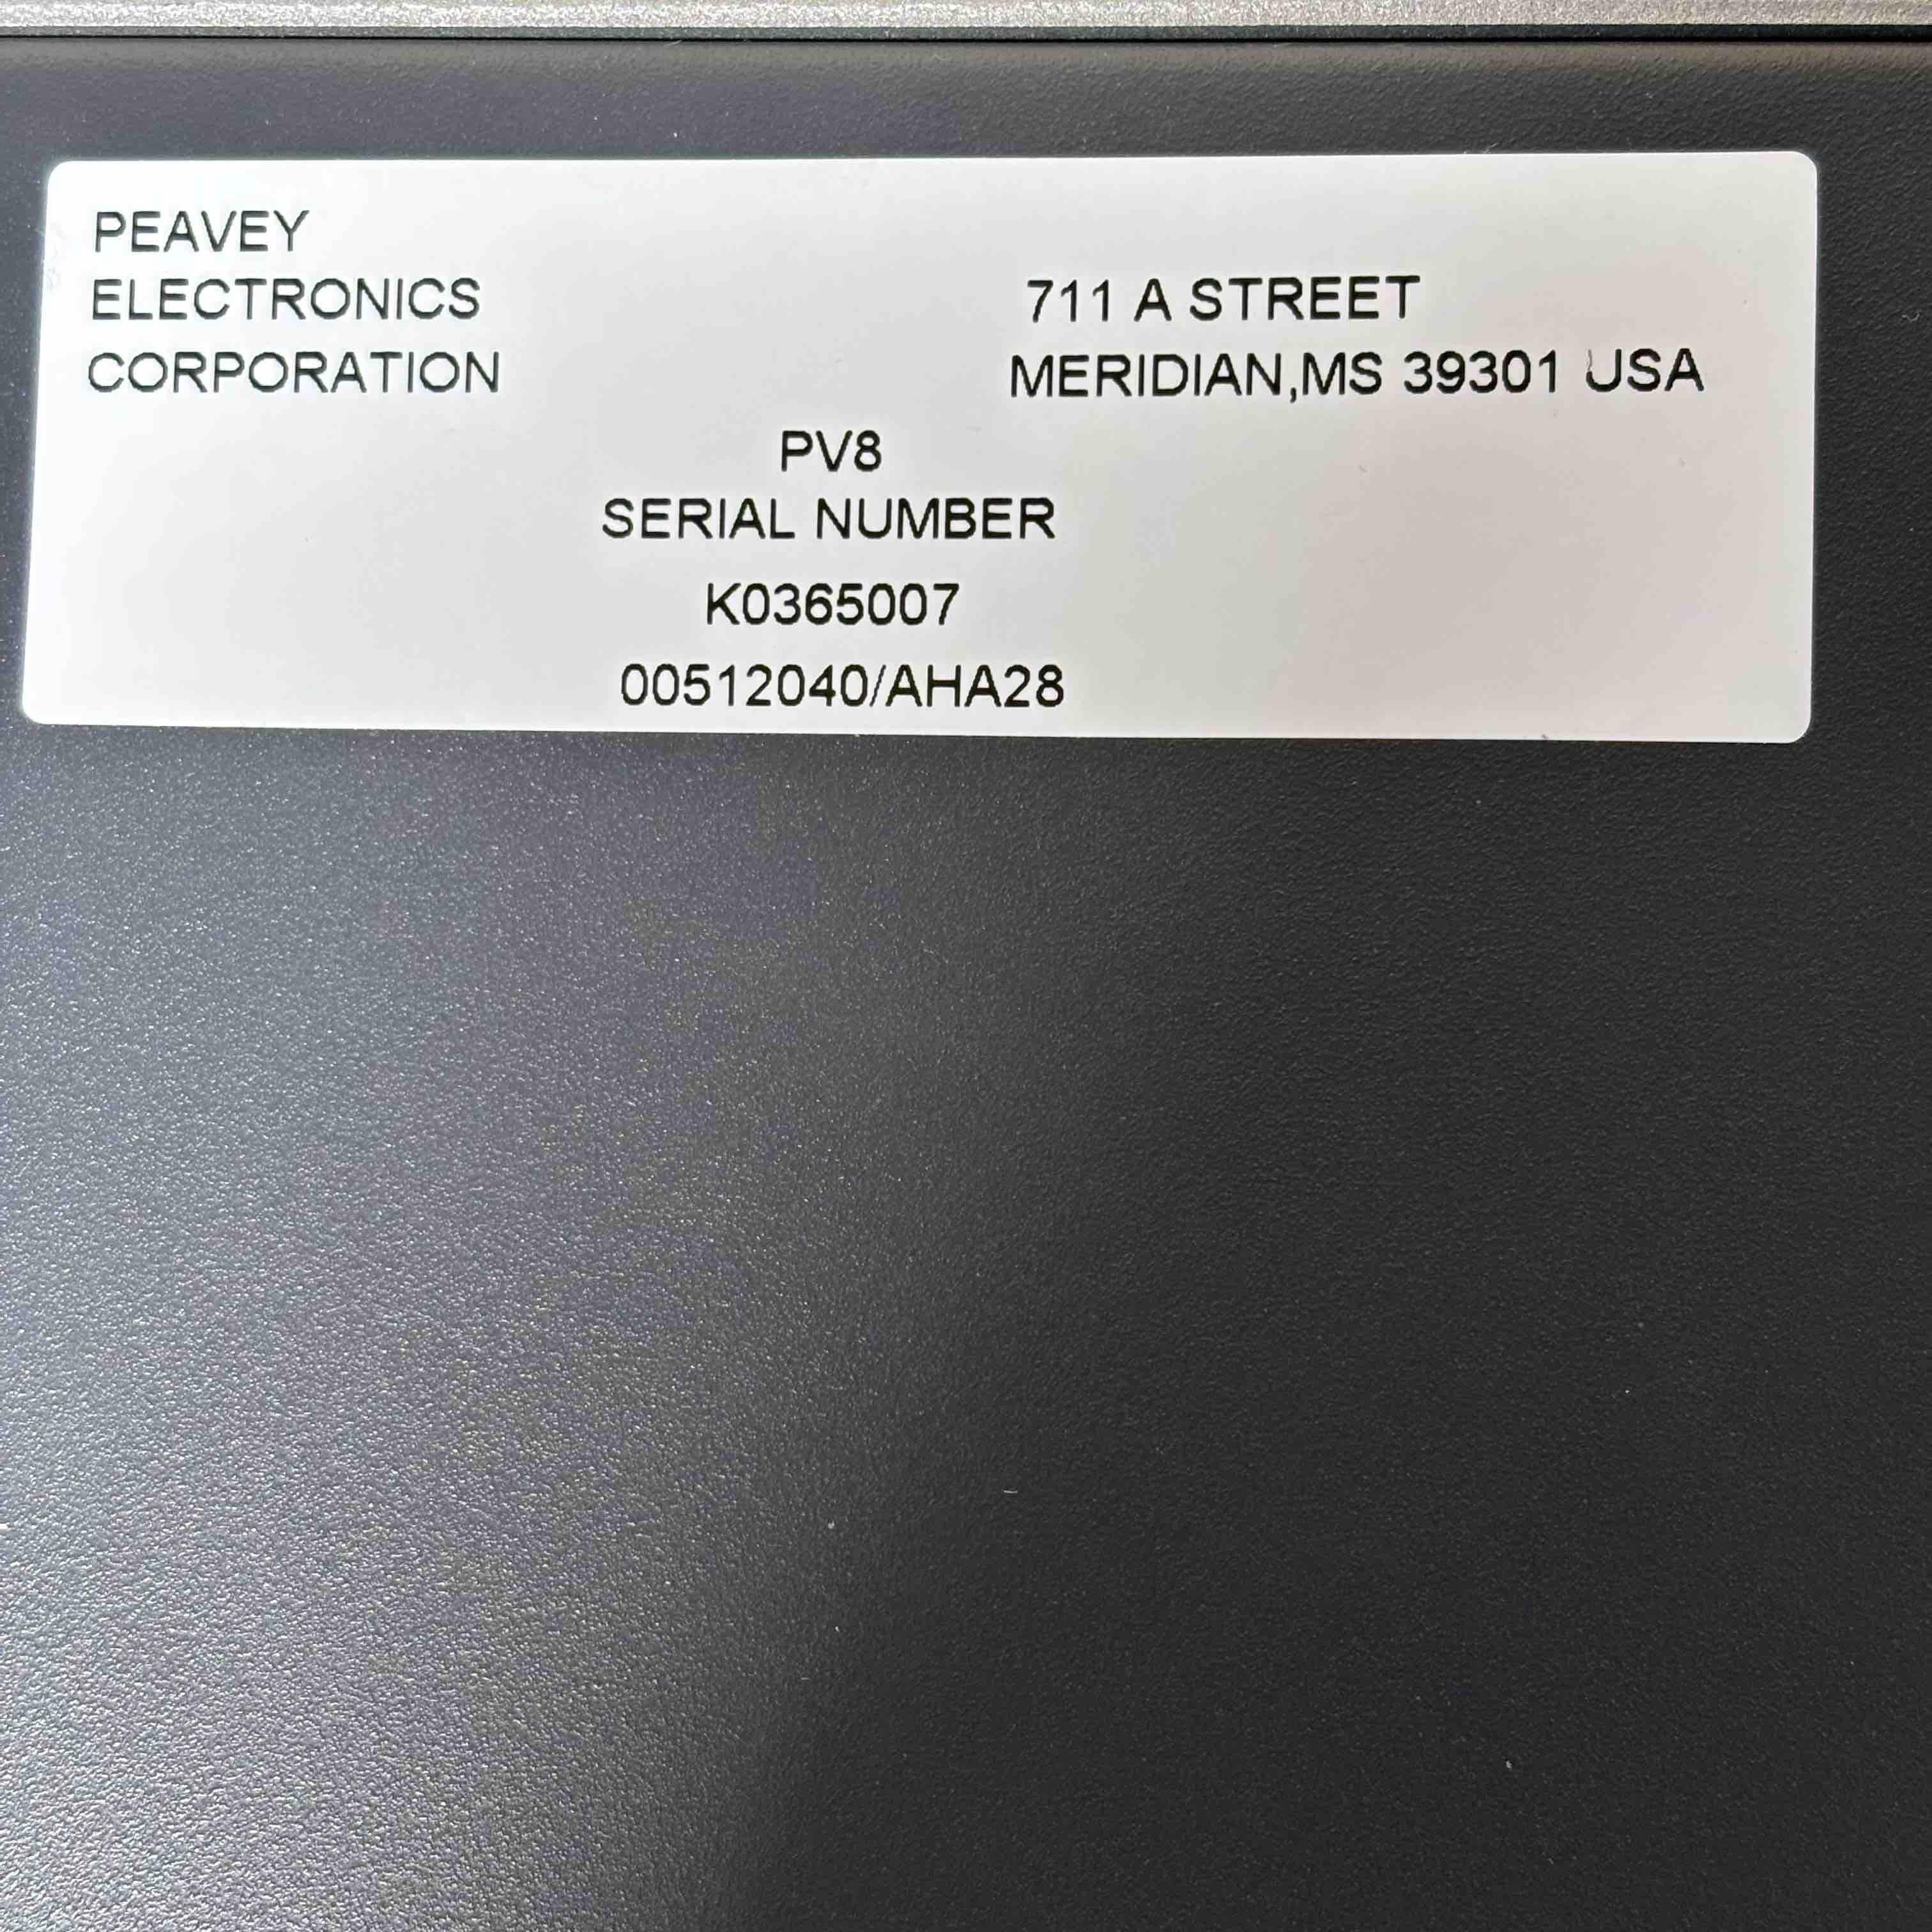 PEAVEY
ELECTRONICS
CORPORATION
711 A STREET
MERIDIAN,MS 39301 USA
PV8
SERIAL NUMBER
K0365007
00512040/AHA28